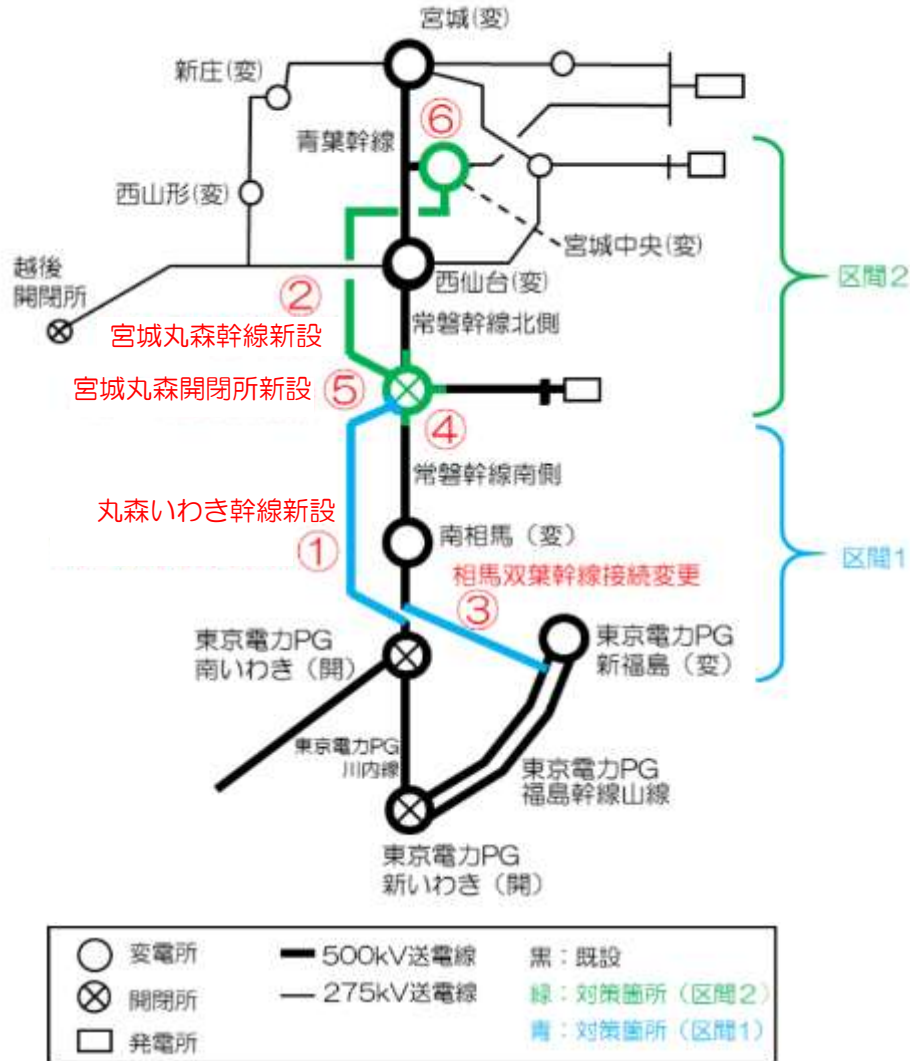 宮城(変)
新庄(変)
⑥
青葉幹線
西山形(変)
宮城中央(変)
越後
開閉所
西仙台(変)
区間2
②
常磐幹線北側
宮城丸森幹線新設
宮城丸森開閉所新設
⑤
④
常磐幹線南側
丸森いわき幹線新設
①
南相馬（変）
区間1
相馬双葉幹線接続変更
③
東京電力PG
南いわき（開）
東京電力PG
新福島（変）
東京電力PG
川内線
東京電力PG
福島幹線山線
東京電力PG
新いわき（開）
変電所
500kV送電線
黒：既設
開閉所
275kV送電線
緑：対策箇所（区間2）
発電所
青：対策箇所（区間1）